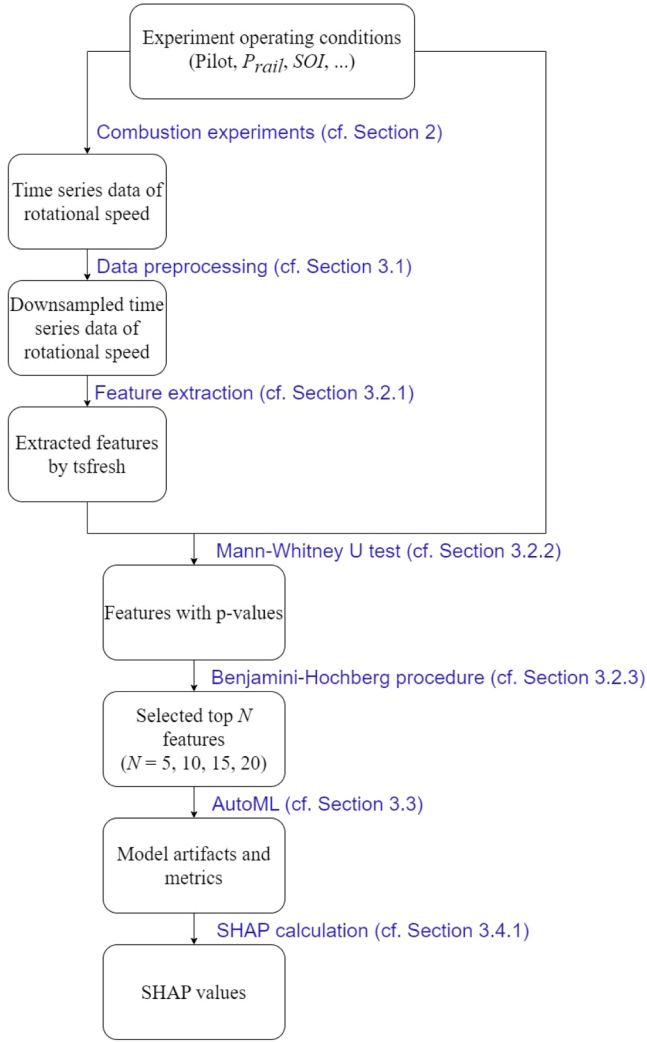 Experiment operating conditions
(Pilot, Prail, SOI, ...)
Combustion experiments (cf. Section 2)
Time series data of
rotational speed
Data preprocessing (cf. Section 3.1)
Downsampled time
series data of
rotational speed
Feature extraction (cf. Section 3.2.1)
Extracted features
by tsfresh
Mann-Whitney U test (cf. Section 3.2.2)
Features with p-values
Benjamini-Hochberg procedure (cf. Section 3.2.3)
Selected top N
features
(N = 5, 10, 15, 20)
AutoML (cf. Section 3.3)
Model artifacts and
metrics
SHAP calculation (cf. Section 3.4.1)
SHAP values